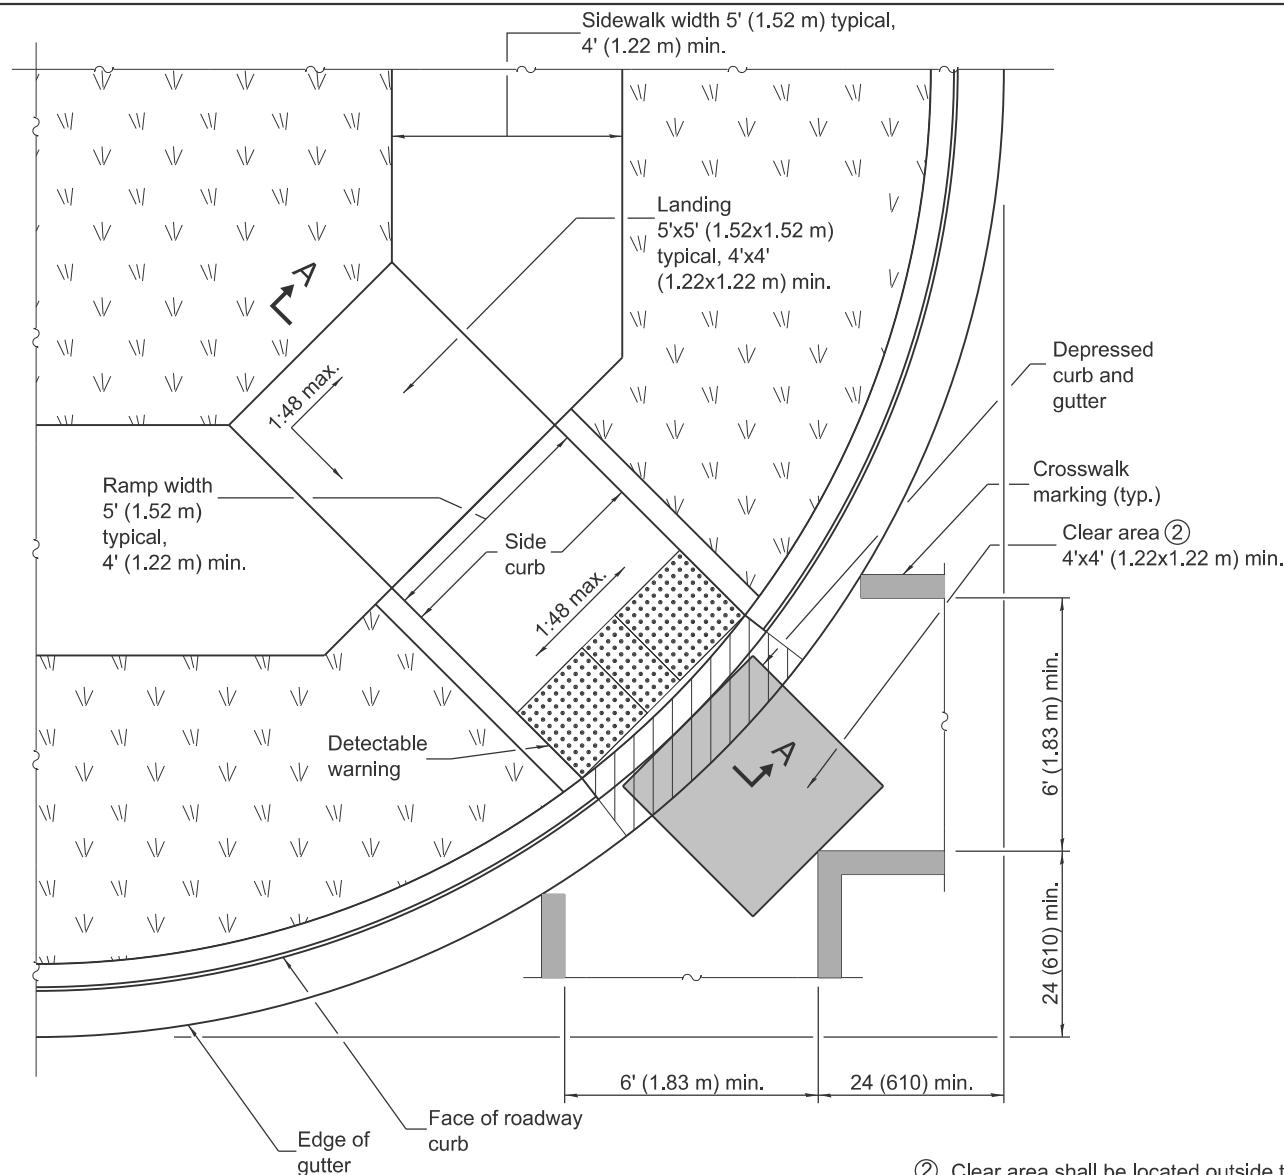 Sidewalk width 5' (1.52 m) typical,
4' (1.22 m) min.
Landing
5'x5' (1.52x1.52 m)
typical, 4'x4'
(1.22x1.22 m) min.
A
1:48 max.
Depressed
curb and
gutter
Crosswalk
marking (typ.)
Clear area ②
4'x4' (1.22x1.22 m) min.
Ramp width
5' (1.52 m)
typical,
4' (1.22 m) min.
Side
curb
1:48 max.
Detectable
warning
A
6' (1.83 m) min.
24 (610) min.
6' (1.83 m) min.
24 (610) min.
Face of roadway
curb
Edge of
gutter
② Clear area shall be located outside